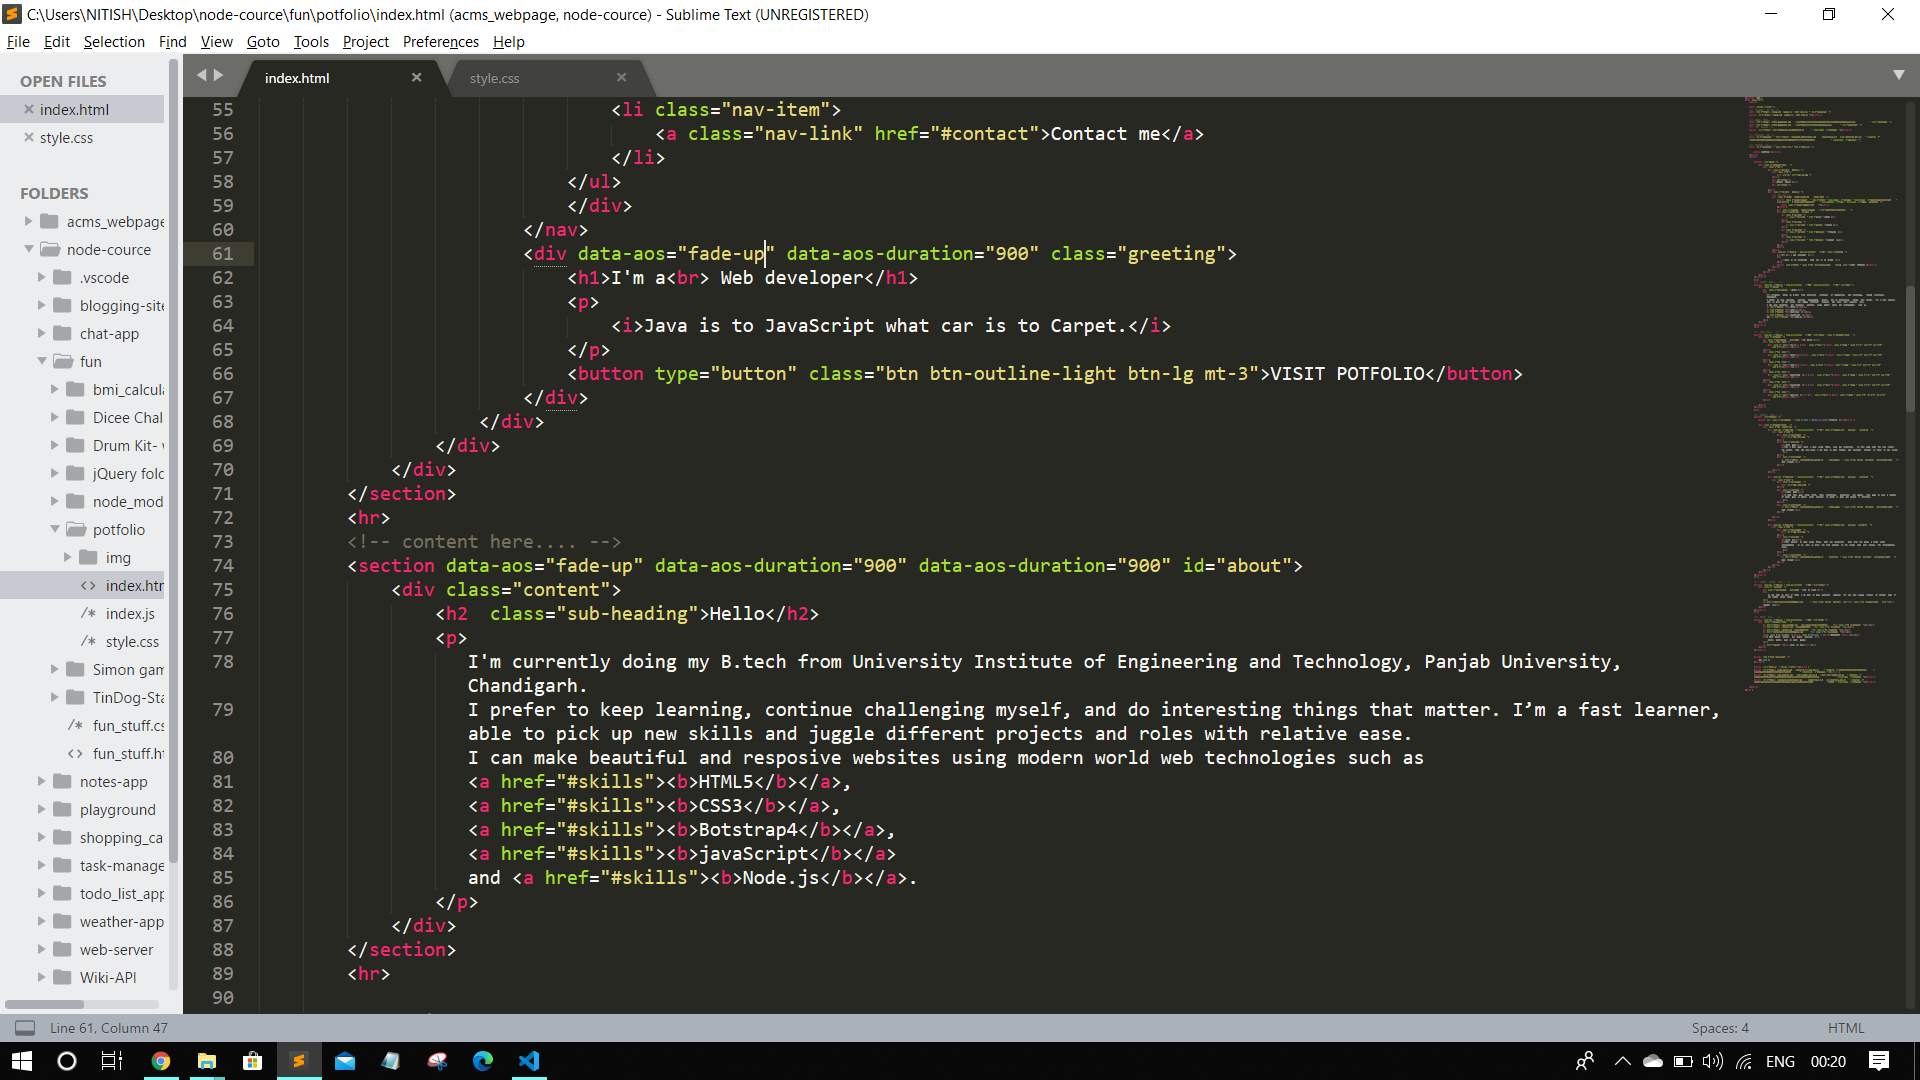 C:\Users\NITISH\Desktop\node-cource\fun\potfolio\index.html (acms_webpage, node-cource) - Sublime Text (UNREGISTERED)
File Edit Selection Find View Goto Tools Project Preferences Help
OPEN FILES
index.html
style.css
FOLDERS
acms_webpage
node-cource
.vscode
blogging-site
chat-app
fun
bmi_calcula
Dicee Chal
Drum Kit-
jQuery fold
node_mod
potfolio
img
<> index.htm
/* index.js
/* style.css
Simon gam
TinDog-Sta
/* fun_stuff.cs
<> fun_stuff.ht
notes-app
playground
shopping_ca
task-manage
todo_list_app
weather-app
web-server
Wiki-API
index.html style.css
55 <li class="nav-item">
56 <a class="nav-link" href="#contact">Contact me</a>
57 </li>
58 </ul>
59 </div>
60 </nav>
61 <div data-aos="fade-up" data-aos-duration="900" class="greeting">
62 <h1>I'm a<br> Web developer</h1>
63 <p>
64 <i>Java is to JavaScript what car is to Carpet.</i>
65 </p>
66 <button type="button" class="btn btn-outline-light btn-lg mt-3">VISIT POTFOLIO</button>
67 </div>
68 </div>
69 </div>
70 </div>
71 </section>
72 <hr>
73 <!-- content here.... -->
74 <section data-aos="fade-up" data-aos-duration="900" data-aos-duration="900" id="about">
75 <div class="content">
76 <h2  class="sub-heading">Hello</h2>
77 <p>
78 I'm currently doing my B.tech from University Institute of Engineering and Technology, Panjab University,
Chandigarh.
79 I prefer to keep learning, continue challenging myself, and do interesting things that matter. I’m a fast learner,
able to pick up new skills and juggle different projects and roles with relative ease.
80 I can make beautiful and resposive websites using modern world web technologies such as
81 <a href="#skills"><b>HTML5</b></a>,
82 <a href="#skills"><b>CSS3</b></a>,
83 <a href="#skills"><b>Botstrap4</b></a>,
84 <a href="#skills"><b>javaScript</b></a>
85 and <a href="#skills"><b>Node.js</b></a>.
86 </p>
87 </div>
88 </section>
89 <hr>
90
Line 61, Column 47 Spaces: 4 HTML
ENG 00:20